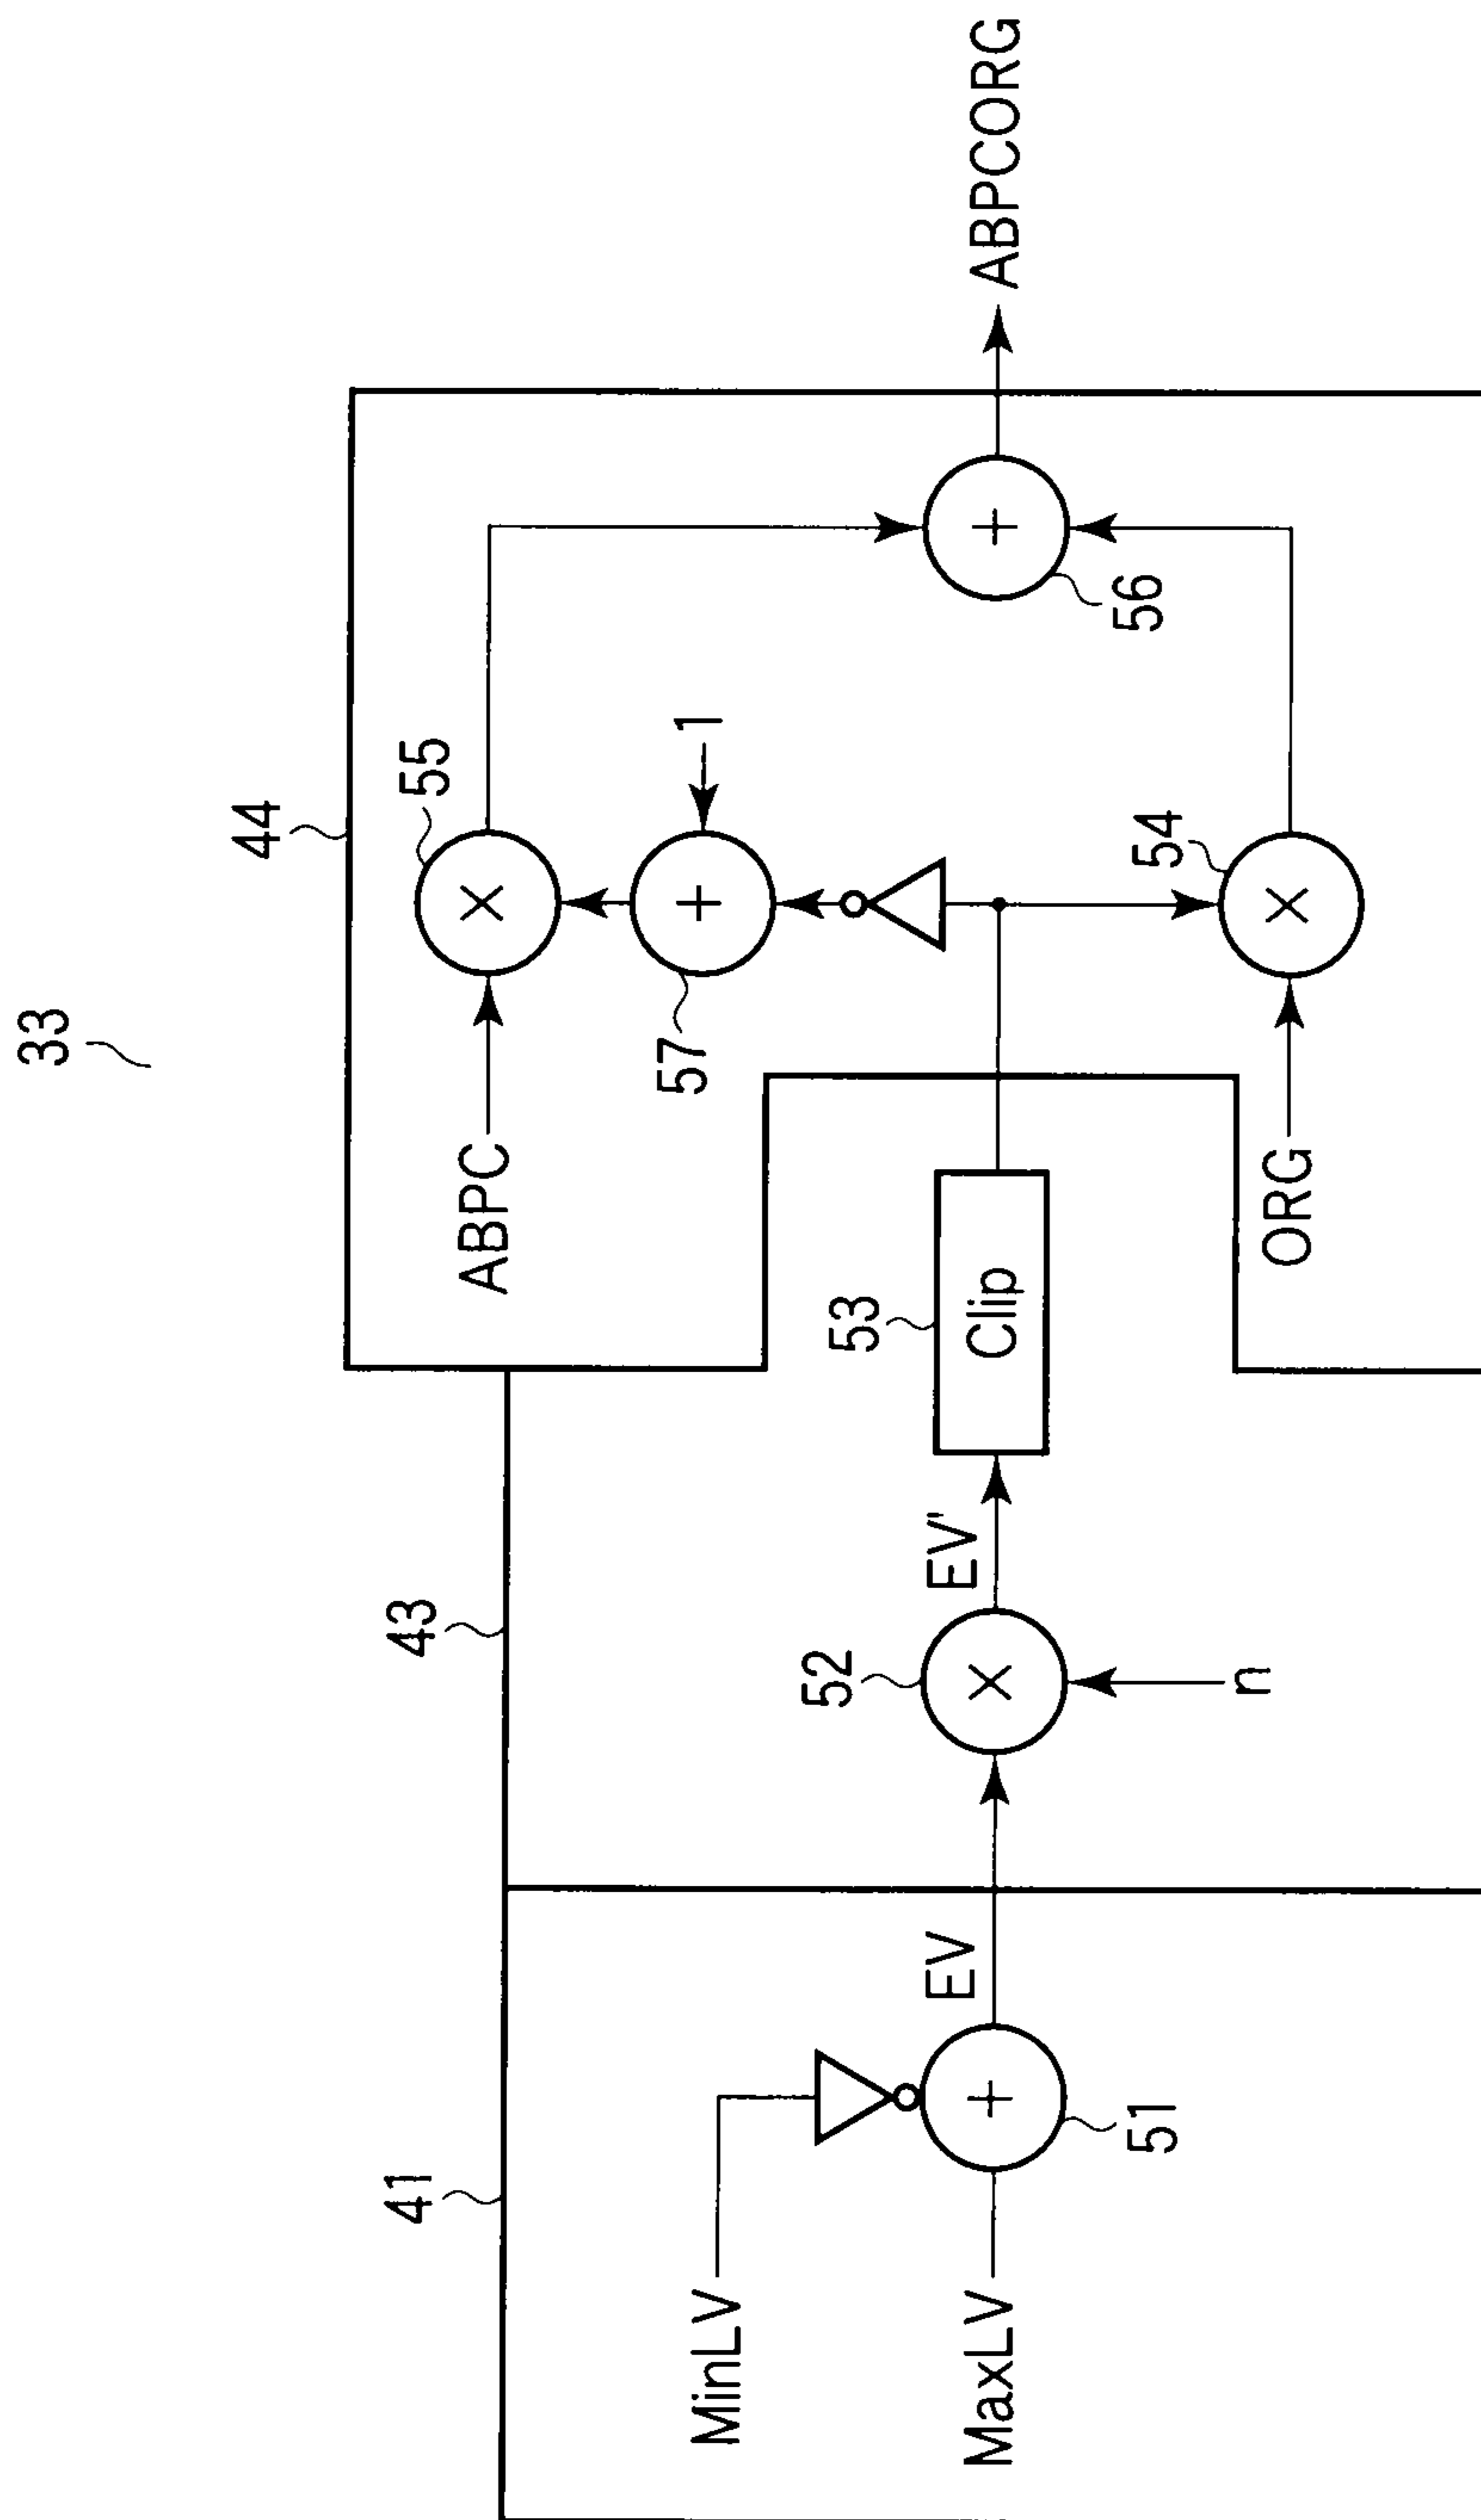 33
41
MinLV
MaxLV
51
EV
43
52
n
EV'
53
Clip
44
ABPC
55
57
1
ORG
54
56
ABPCORG